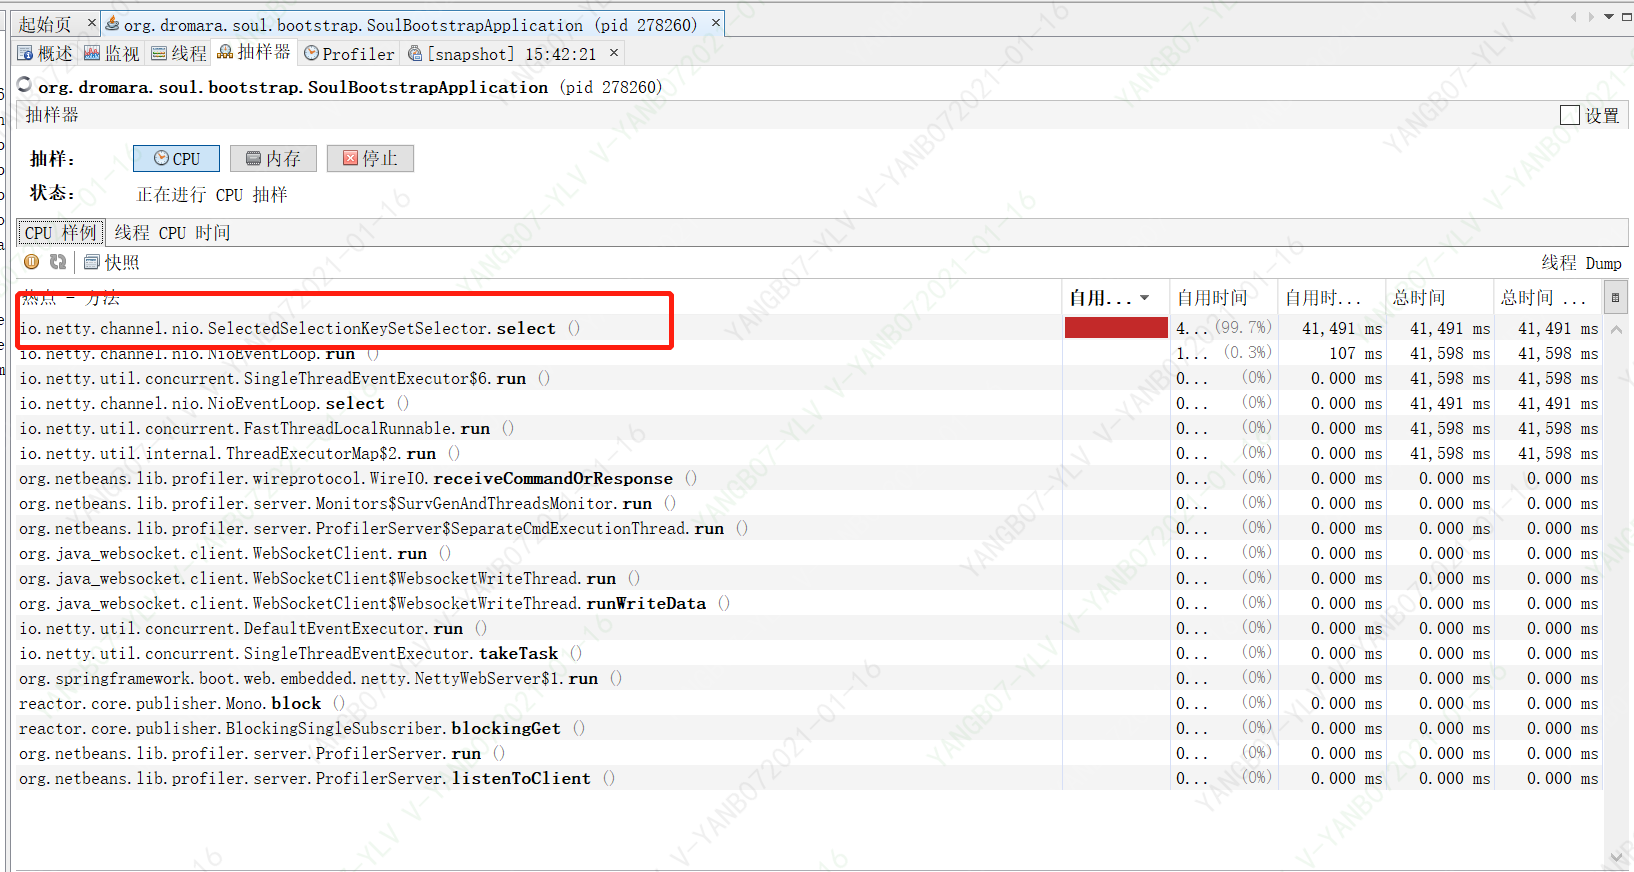 起始页 × org.dromara.soul.bootstrap.SoulBootstrapApplication (pid 278260) ×
概述 监视 线程 抽样器 Profiler [snapshot] 15:42:21 ×
org.dromara.soul.bootstrap.SoulBootstrapApplication (pid 278260)
抽样器 设置
抽样: CPU 内存 停止
状态: 正在进行 CPU 抽样
CPU 样例 线程 CPU 时间
快照 线程 Dump
热点 - 方法 自用... 自用时间 自用时... 总时间 总时间 ...
io.netty.channel.nio.SelectedSelectionKeySetSelector.select () 4... (99.7%) 41,491 ms 41,491 ms 41,491 ms
io.netty.channel.nio.NioEventLoop.run () 1... (0.3%) 107 ms 41,598 ms 41,598 ms
io.netty.util.concurrent.SingleThreadEventExecutor$6.run () 0... (0%) 0.000 ms 41,598 ms 41,598 ms
io.netty.channel.nio.NioEventLoop.select () 0... (0%) 0.000 ms 41,491 ms 41,491 ms
io.netty.util.concurrent.FastThreadLocalRunnable.run () 0... (0%) 0.000 ms 41,598 ms 41,598 ms
io.netty.util.internal.ThreadExecutorMap$2.run () 0... (0%) 0.000 ms 41,598 ms 41,598 ms
org.netbeans.lib.profiler.wireprotocol.WireIO.receiveCommandOrResponse () 0... (0%) 0.000 ms 0.000 ms 0.000 ms
org.netbeans.lib.profiler.server.Monitors$SurvGenAndThreadsMonitor.run () 0... (0%) 0.000 ms 0.000 ms 0.000 ms
org.netbeans.lib.profiler.server.ProfilerServer$SeparateCmdExecutionThread.run () 0... (0%) 0.000 ms 0.000 ms 0.000 ms
org.java_websocket.client.WebSocketClient.run () 0... (0%) 0.000 ms 0.000 ms 0.000 ms
org.java_websocket.client.WebSocketClient$WebsocketWriteThread.run () 0... (0%) 0.000 ms 0.000 ms 0.000 ms
org.java_websocket.client.WebSocketClient$WebsocketWriteThread.runWriteData () 0... (0%) 0.000 ms 0.000 ms 0.000 ms
io.netty.util.concurrent.DefaultEventExecutor.run () 0... (0%) 0.000 ms 0.000 ms 0.000 ms
io.netty.util.concurrent.SingleThreadEventExecutor.takeTask () 0... (0%) 0.000 ms 0.000 ms 0.000 ms
org.springframework.boot.web.embedded.netty.NettyWebServer$1.run () 0... (0%) 0.000 ms 0.000 ms 0.000 ms
reactor.core.publisher.Mono.block () 0... (0%) 0.000 ms 0.000 ms 0.000 ms
reactor.core.publisher.BlockingSingleSubscriber.blockingGet () 0... (0%) 0.000 ms 0.000 ms 0.000 ms
org.netbeans.lib.profiler.server.ProfilerServer.run () 0... (0%) 0.000 ms 0.000 ms 0.000 ms
org.netbeans.lib.profiler.server.ProfilerServer.listenToClient () 0... (0%) 0.000 ms 0.000 ms 0.000 ms